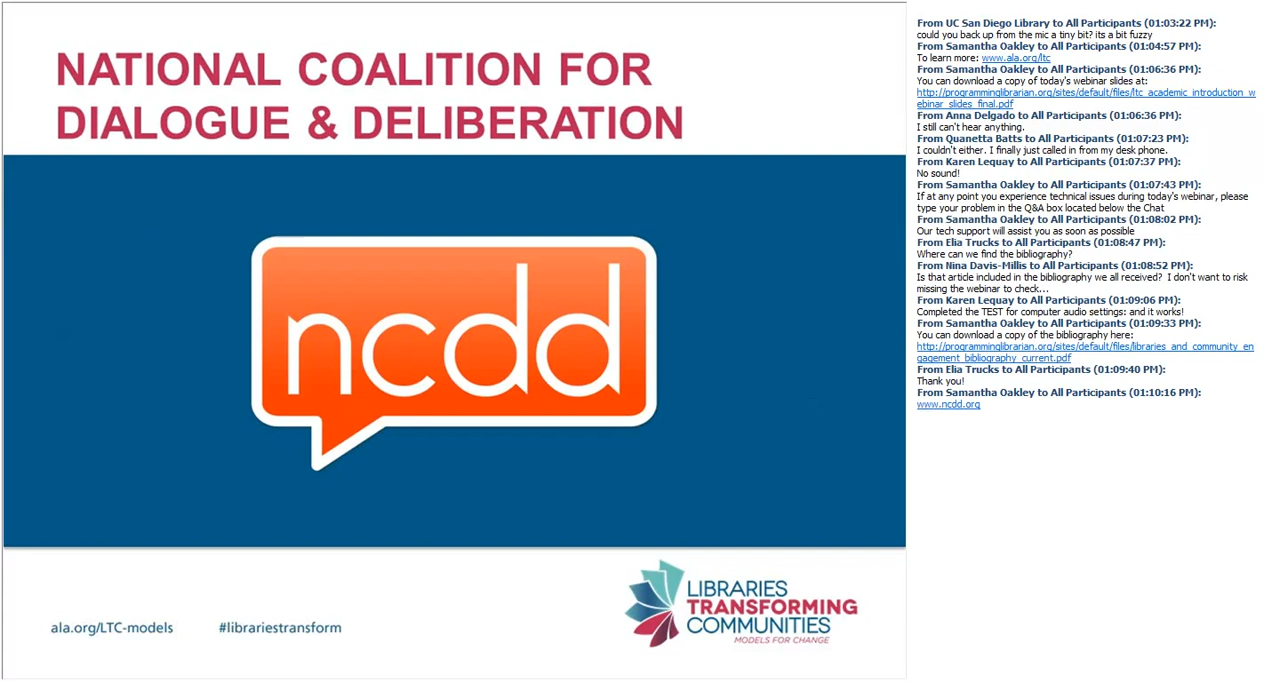 NATIONAL COALITION FOR
DIALOGUE & DELIBERATION
ncdd
ala.org/LTC-models
#librariestransform
LIBRARIES
TRANSFORMING
COMMUNITIES
MODELS FOR CHANGE
From UC San Diego Library to All Participants (01:03:22 PM):
could you back up from the mic a tiny bit? its a bit fuzzy
From Samantha Oakley to All Participants (01:04:57 PM):
To learn more: www.ala.org/ltc
From Samantha Oakley to All Participants (01:06:36 PM):
You can download a copy of today's webinar slides at:
http://programminglibrarian.org/sites/default/files/ltc_academic_introduction_w
ebinar_slides_final.pdf
From Anna Delgado to All Participants (01:06:36 PM):
I still can't hear anything.
From Quanetta Batts to All Participants (01:07:23 PM):
I couldn't either. I finally just called in from my desk phone.
From Karen Lequay to All Participants (01:07:37 PM):
No sound!
From Samantha Oakley to All Participants (01:07:43 PM):
If at any point you experience technical issues during today's webinar, please
type your problem in the Q&A box located below the Chat
From Samantha Oakley to All Participants (01:08:02 PM):
Our tech support will assist you as soon as possible
From Elia Trucks to All Participants (01:08:47 PM):
Where can we find the bibliography?
From Nina Davis-Millis to All Participants (01:08:52 PM):
Is that article included in the bibliography we all received? I don't want to risk
missing the webinar to check...
From Karen Lequay to All Participants (01:09:06 PM):
Completed the TEST for computer audio settings: and it works!
From Samantha Oakley to All Participants (01:09:33 PM):
You can download a copy of the bibliography here:
http://programminglibrarian.org/sites/default/files/libraries_and_community_en
gagement_bibliography_current.pdf
From Elia Trucks to All Participants (01:09:40 PM):
Thank you!
From Samantha Oakley to All Participants (01:10:16 PM):
www.ncdd.org